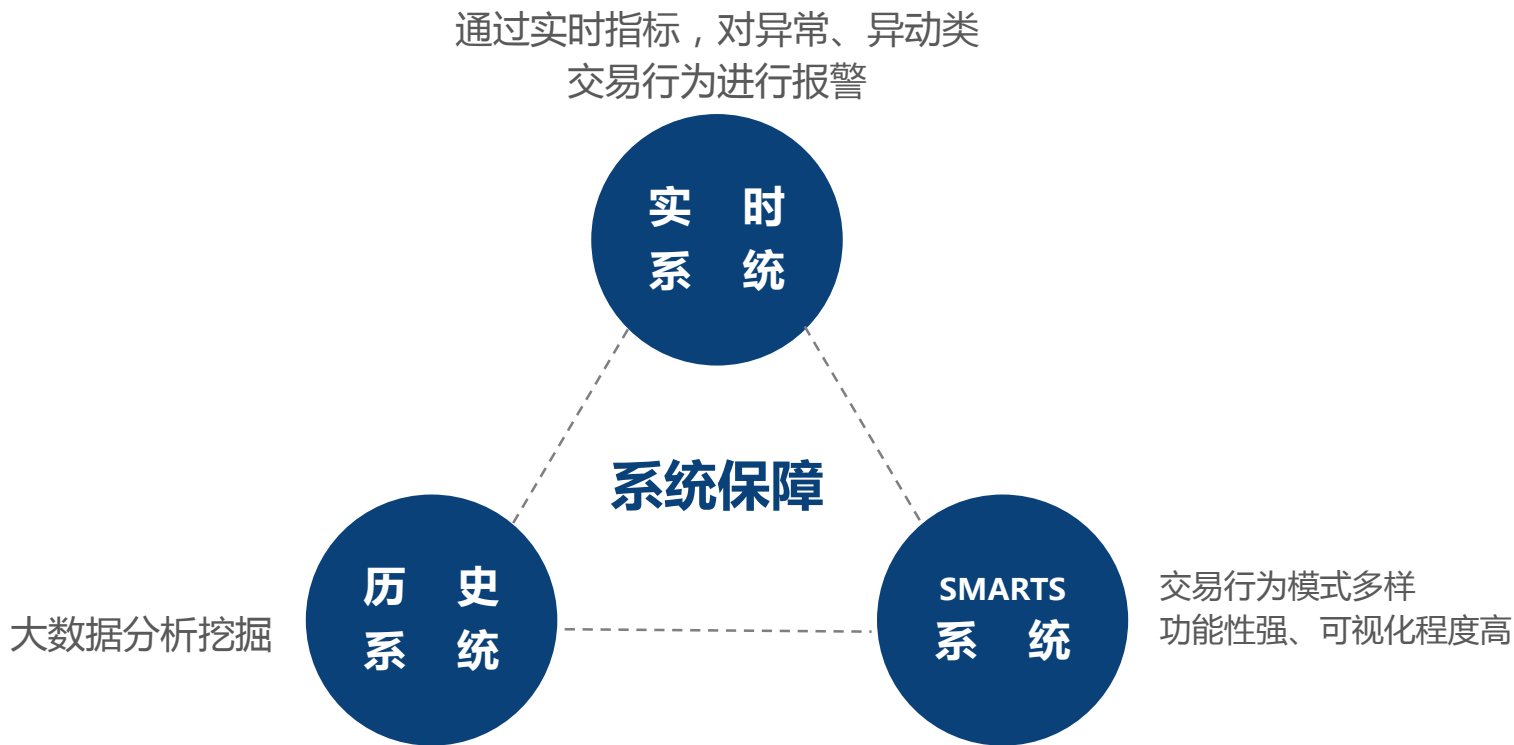 通过实时指标，对异常、异动类
交易行为进行报警
实 时
系 统
系统保障
历 史
系 统
大数据分析挖掘
SMARTS
系 统
交易行为模式多样
功能性强、可视化程度高